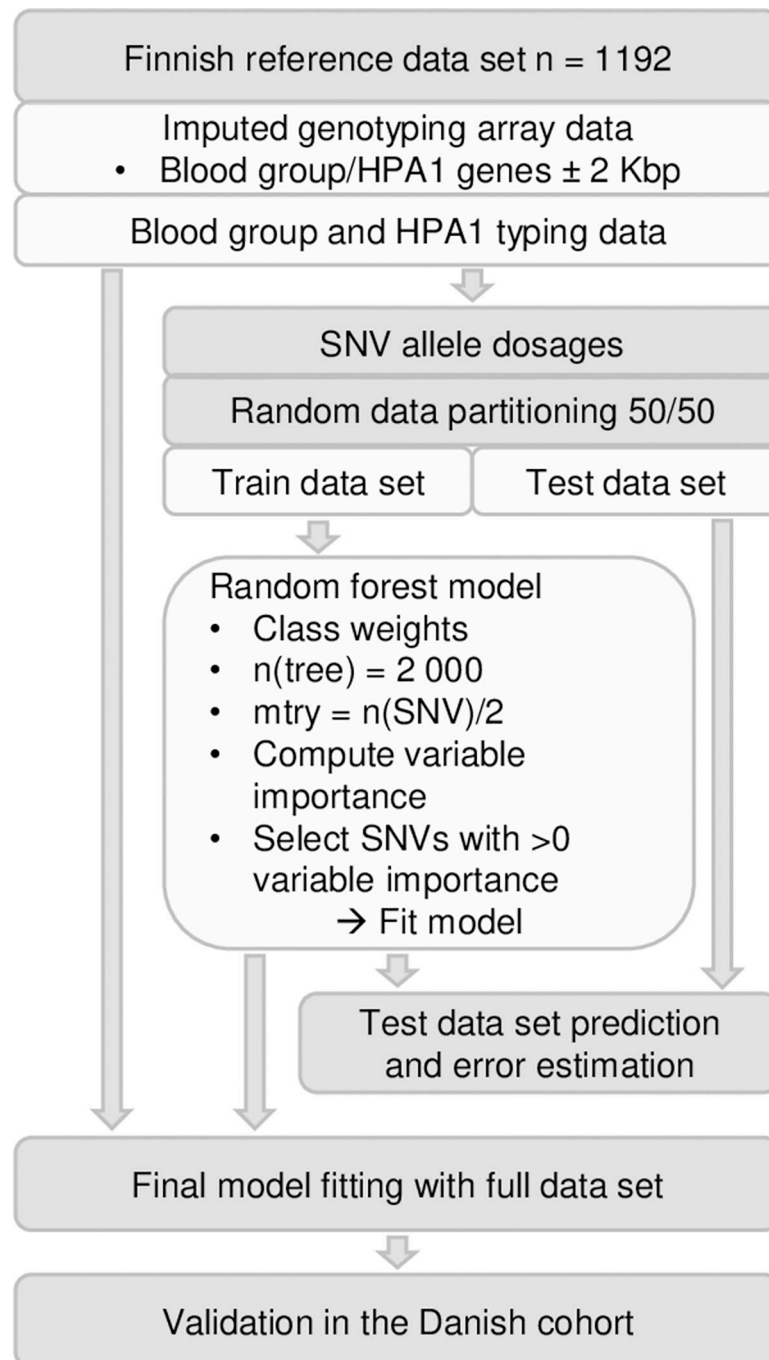 Finnish reference data set n = 1192
Imputed genotyping array data
• Blood group/HPA1 genes ± 2 Kbp
Blood group and HPA1 typing data
SNV allele dosages
Random data partitioning 50/50
Train data set
Test data set
Random forest model
• Class weights
• n(tree) = 2 000
• mtry = n(SNV)/2
• Compute variable
importance
• Select SNVs with >0
variable importance
→ Fit model
Test data set prediction
and error estimation
Final model fitting with full data set
Validation in the Danish cohort